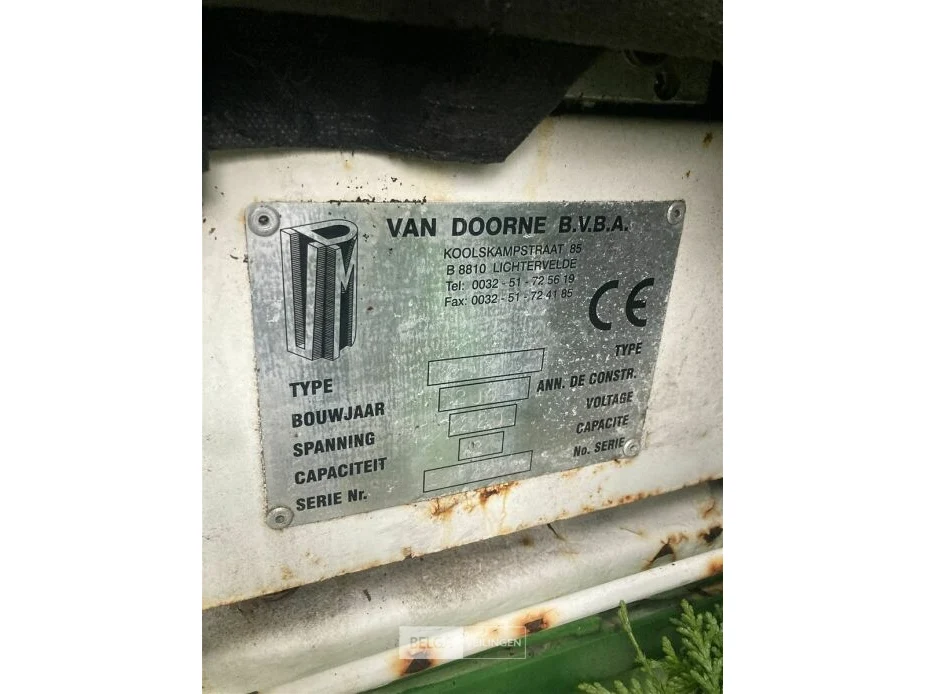 VAN DOORNE B.V.B.A.
KOOLSKAMPSTRAAT 85
B 8810 LICHTERVELDE
Tel: 0032 - 51 - 72 56 19
Fax: 0032 - 51 - 72 41 85
CE
TYPE TYPE
BOUWJAAR ANN. DE CONSTR.
SPANNING VOLTAGE
CAPACITEIT CAPACITE
SERIE Nr. No. SERIE